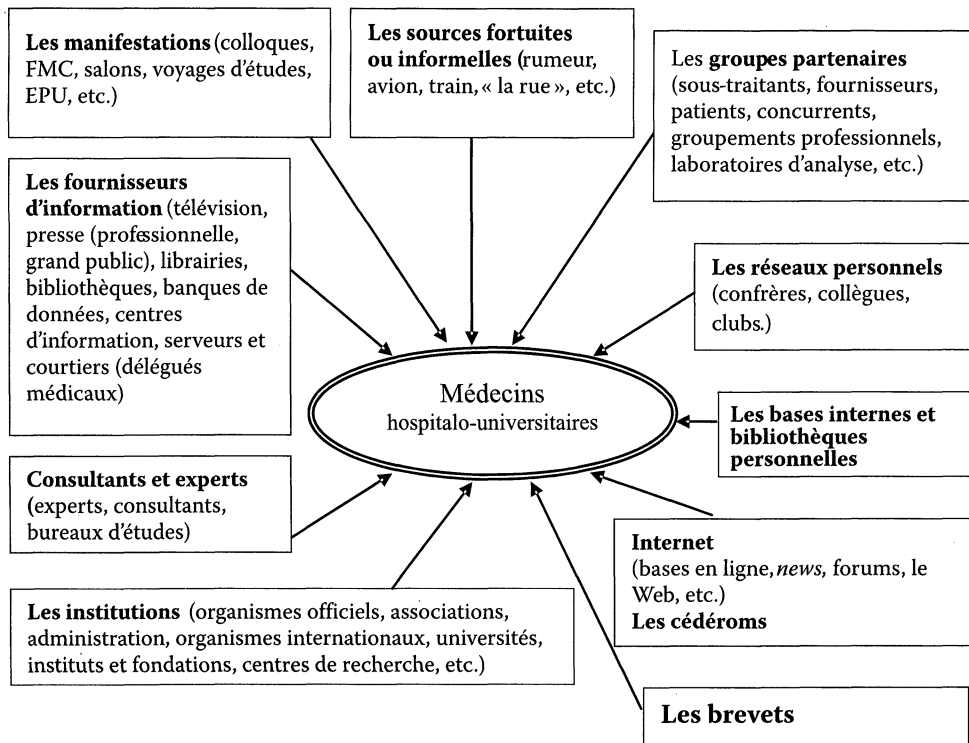 Les manifestations (colloques,
FMC, salons, voyages d'études,
EPU, etc.)
Les sources fortuites
ou informelles (rumeur,
avion, train, « la rue », etc.)
Les groupes partenaires
(sous-traitants, fournisseurs,
patients, concurrents,
groupements professionnels,
laboratoires d'analyse, etc.)
Les fournisseurs
d'information (télévision,
presse (professionnelle,
grand public), librairies,
bibliothèques, banques de
données, centres
d'information, serveurs et
courtiers (délégués
médicaux)
Les réseaux personnels
(confrères, collègues,
clubs.)
Médecins
hospitalo-universitaires
Les bases internes et
bibliothèques
personnelles
Consultants et experts
(experts, consultants,
bureaux d'études)
Internet
(bases en ligne, news, forums, le
Web, etc.)
Les cédéroms
Les institutions (organismes officiels, associations,
administration, organismes internationaux, universités,
instituts et fondations, centres de recherche, etc.)
Les brevets